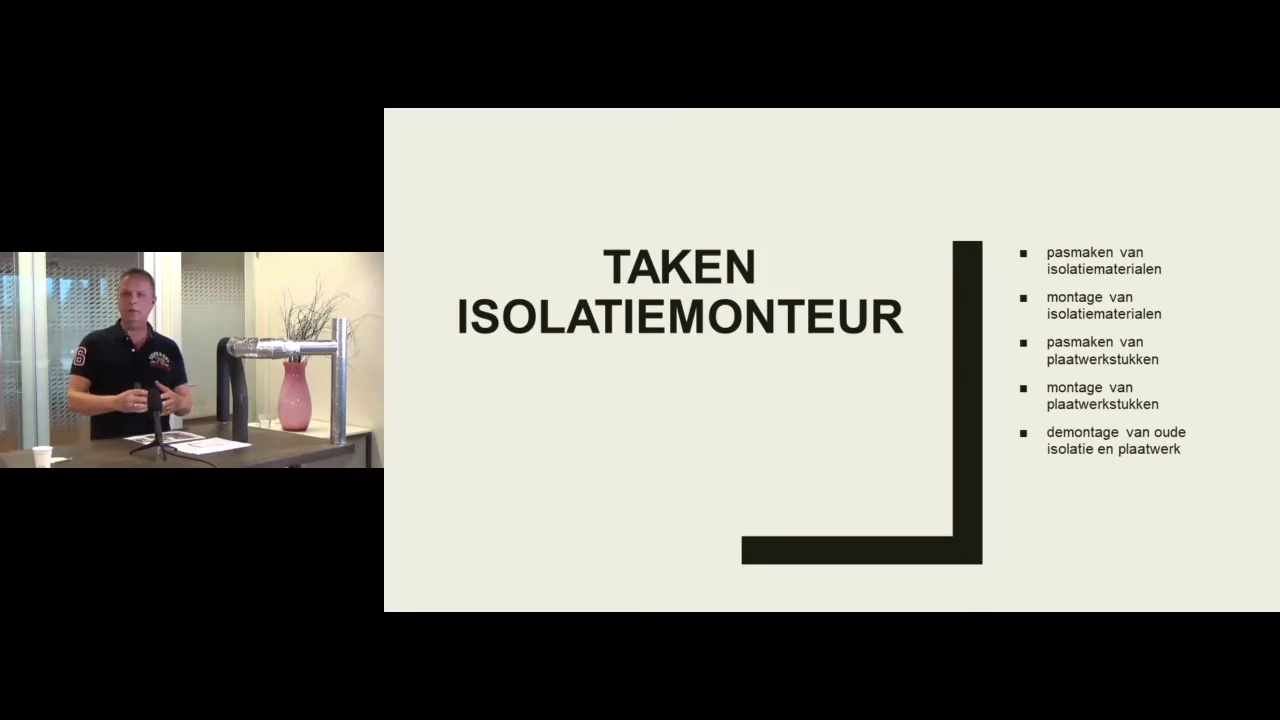 TAKEN
ISOLATIEMONTEUR
▪ pasmaken van
isolatiematerialen
▪ montage van
isolatiematerialen
▪ pasmaken van
plaatwerkstukken
▪ montage van
plaatwerkstukken
▪ demontage van oude
isolatie en plaatwerk
6